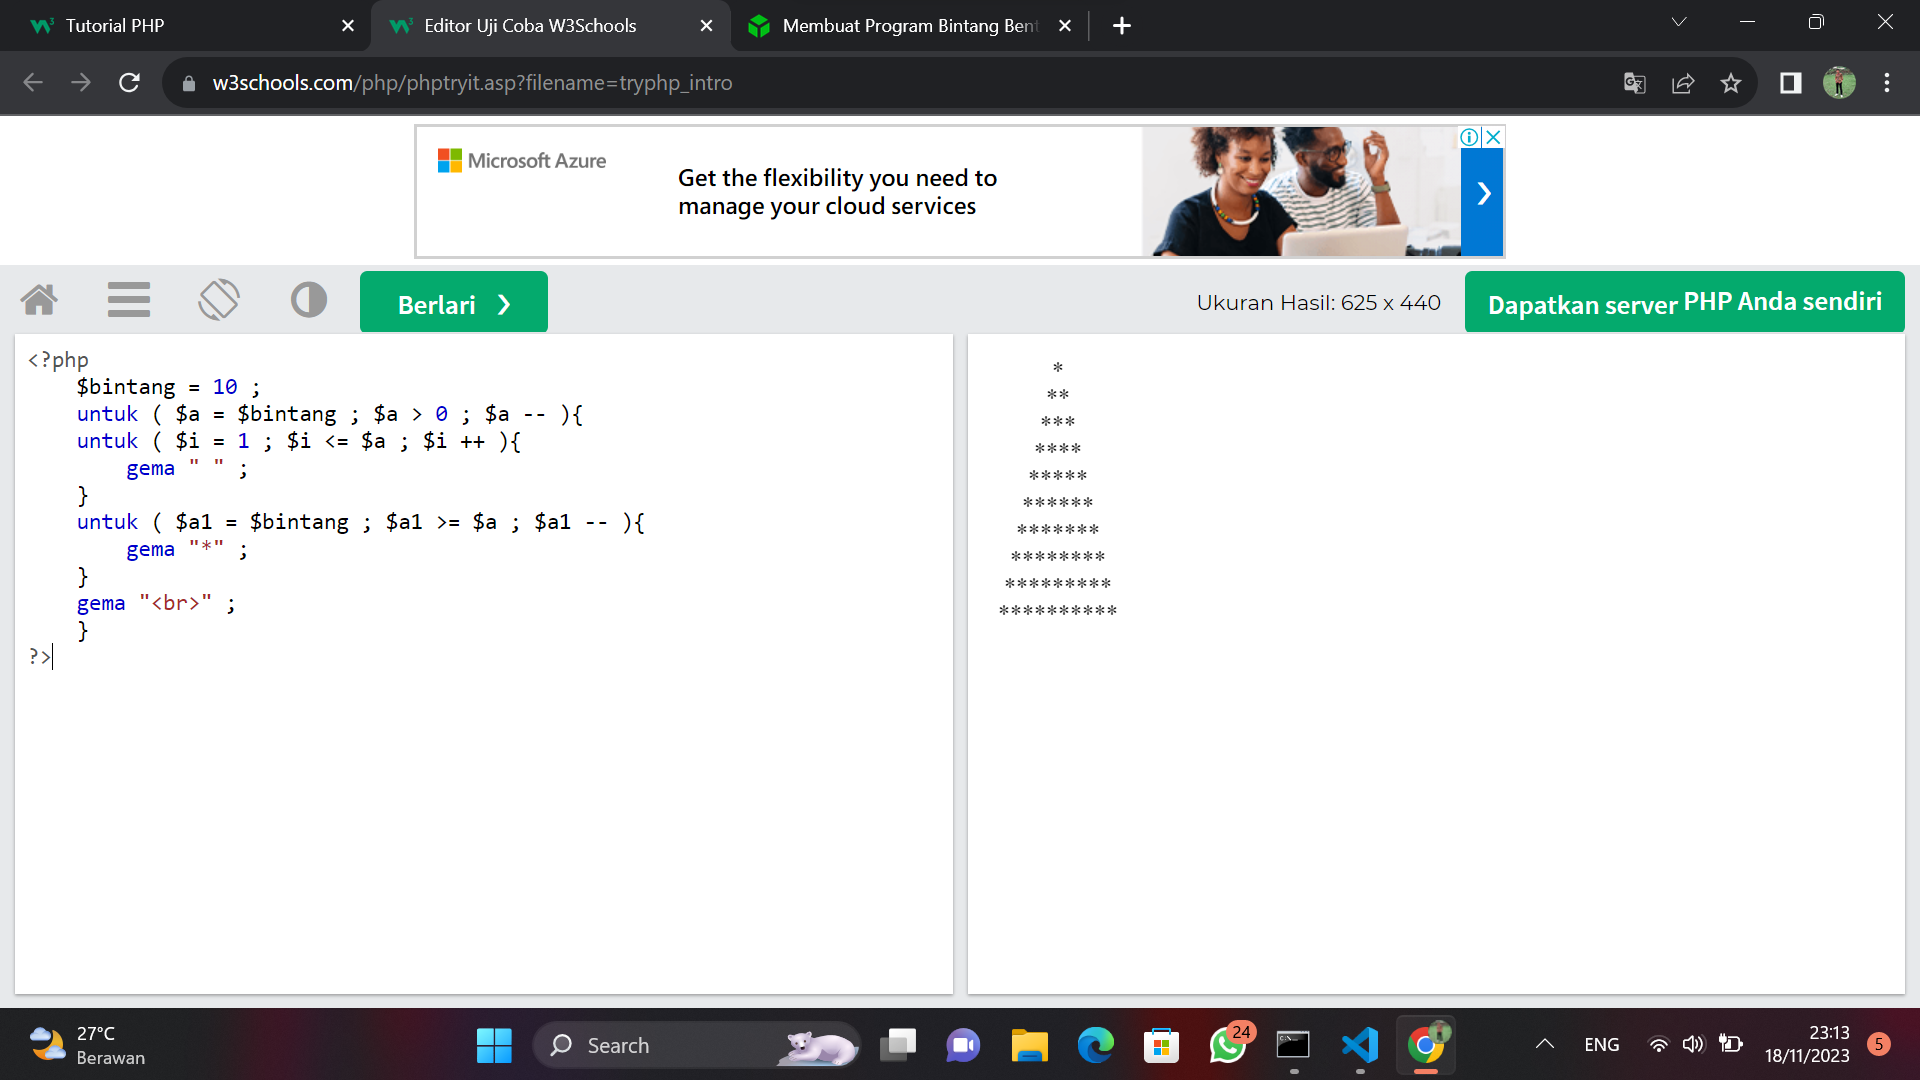 Tutorial PHP
Editor Uji Coba W3Schools
Membuat Program Bintang Bent
w3schools.com/php/phptryit.asp?filename=tryphp_intro
Microsoft Azure
Get the flexibility you need to
manage your cloud services
Berlari ❯
Ukuran Hasil: 625 x 440
Dapatkan server PHP Anda sendiri
<?php
$bintang = 10 ;
untuk ( $a = $bintang ; $a > 0 ; $a -- ){
untuk ( $i = 1 ; $i <= $a ; $i ++ ){
gema " " ;
}
untuk ( $a1 = $bintang ; $a1 >= $a ; $a1 -- ){
gema "*" ;
}
gema "<br>" ;
}
?>
*
**
***
****
*****
******
*******
********
*********
**********
27°C
Berawan
Search
24
ENG
23:13
18/11/2023
5